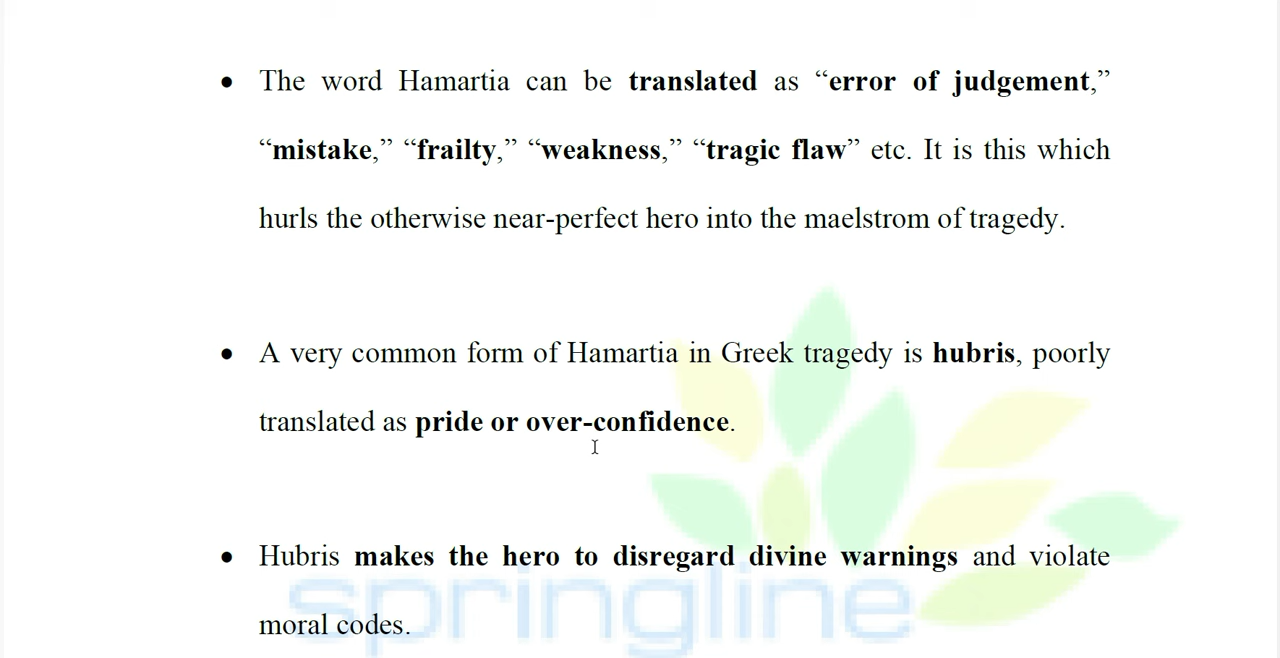 • The word Hamartia can be translated as “error of judgement,”
“mistake,” “frailty,” “weakness,” “tragic flaw” etc. It is this which
hurls the otherwise near-perfect hero into the maelstrom of tragedy.
• A very common form of Hamartia in Greek tragedy is hubris, poorly
translated as pride or over-confidence.
• Hubris makes the hero to disregard divine warnings and violate
moral codes.
springline